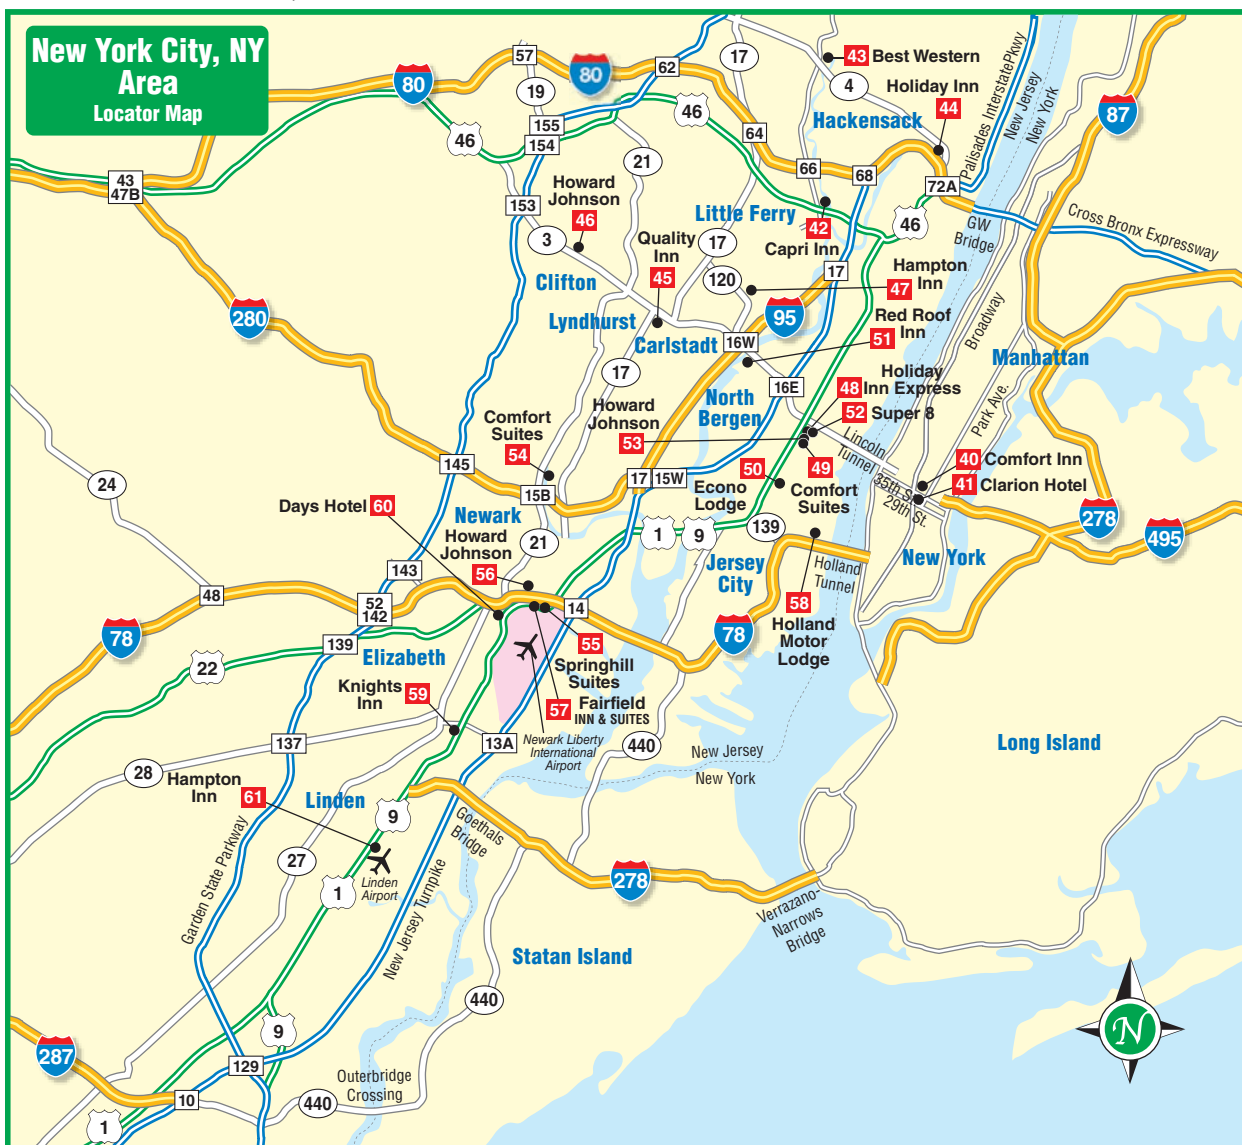 New York City, NY
Area
Locator Map
57
80
80
62
17
43 Best Western
4
Holiday Inn
44
19
46
155
154
46
21
64
Hackensack
Palisades InterstatePkwy
New Jersey
New York
87
43
47B
66
68
72A
153
Howard
Johnson
46
3
Little Ferry
42
Capri Inn
46
GW
Bridge
Cross Bronx Expressway
Quality
Inn
45
17
120
17
Hampton
Inn
47
Clifton
280
Lyndhurst
Carlstadt
95
16W
Red Roof
Inn
51
Broadway
Manhattan
17
16E
North
Bergen
Holiday
Inn Express
48
52 Super 8
Park Ave.
Howard
Johnson
53
Comfort
Suites
54
145
24
15B
17
15W
Lincoln
Tunnel
35th St.
29th St.
40 Comfort Inn
41 Clarion Hotel
50
Econo
Lodge
49
Comfort
Suites
278
495
Days Hotel 60
Newark
Howard
Johnson
56
21
1
9
139
Jersey
City
Holland
Tunnel
New York
143
48
52
142
14
78
139
22
Elizabeth
55
Springhill
Suites
57
Fairfield
INN & SUITES
78
58
Holland
Motor
Lodge
Knights
Inn
59
137
13A
Newark Liberty
International
Airport
440
New Jersey
New York
Long Island
28
Hampton
Inn
61
Linden
9
Goethals
Bridge
27
Linden
Airport
1
278
Verrazano-
Narrows
Bridge
Garden State Parkway
New Jersey Turnpike
Statan Island
440
9
287
129
10
Outerbridge
Crossing
440
1
N